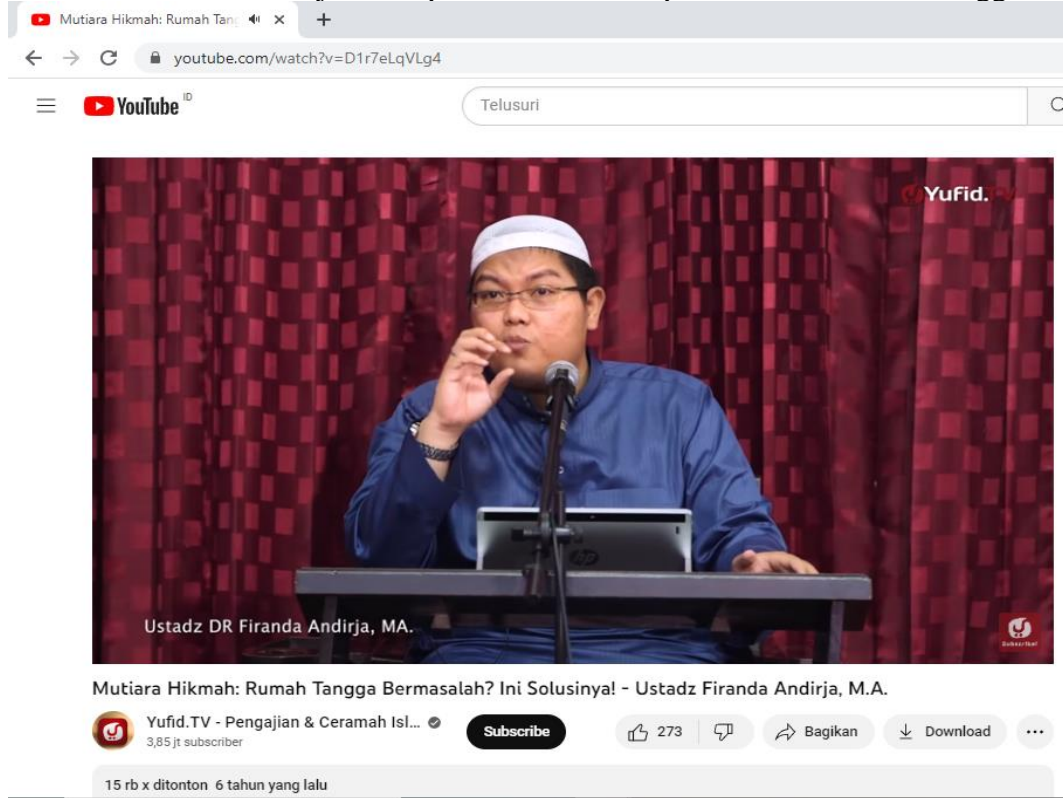 Mutiara Hikmah: Rumah Tan
youtube.com/watch?v=D1r7eLqVLg4
YouTube ID
Telusuri
Yufid.TV
hp
Ustadz DR Firanda Andirja, MA.
Subscribe!
Mutiara Hikmah: Rumah Tangga Bermasalah? Ini Solusinya! - Ustadz Firanda Andirja, M.A.
Yufid.TV - Pengajian & Ceramah Isl...
3,85 jt subscriber
Subscribe
273
Bagikan
Download
15 rb x ditonton 6 tahun yang lalu